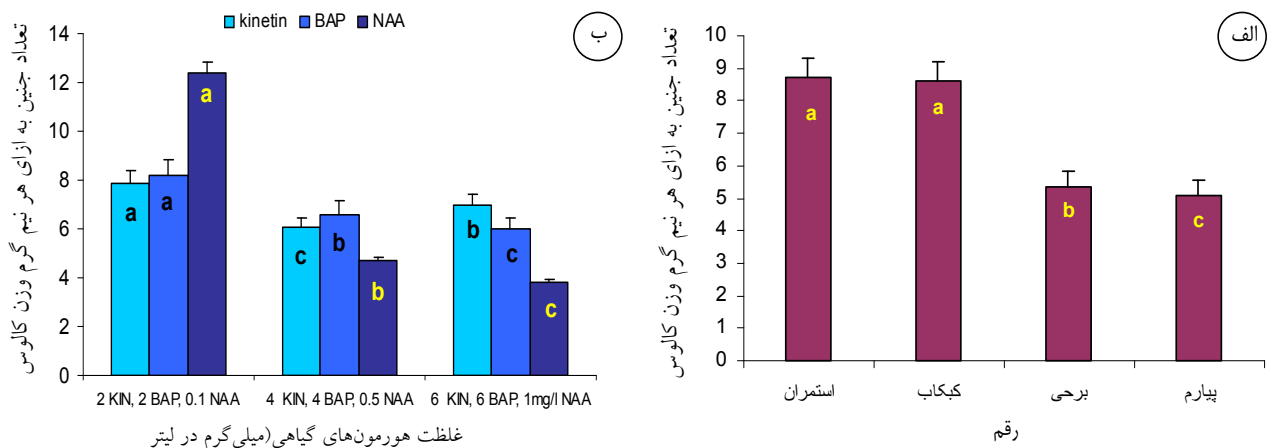 الف
تعداد جنین به ازای هر نیم گرم وزن کالوس
10
9
8
7
6
5
4
3
2
1
0
a
a
b
c
استمران
کبکاب
برحی
پیارم
رقم
ب
kinetin BAP NAA
تعداد جنین به ازای هر نیم گرم وزن کالوس
14
12
10
8
6
4
2
0
a a a
c b b
b c c
2 KIN, 2 BAP, 0.1 NAA
4 KIN, 4 BAP, 0.5 NAA
6 KIN, 6 BAP, 1mg/l NAA
غلظت هورمون‌های گیاهی(میلی‌گرم در لیتر